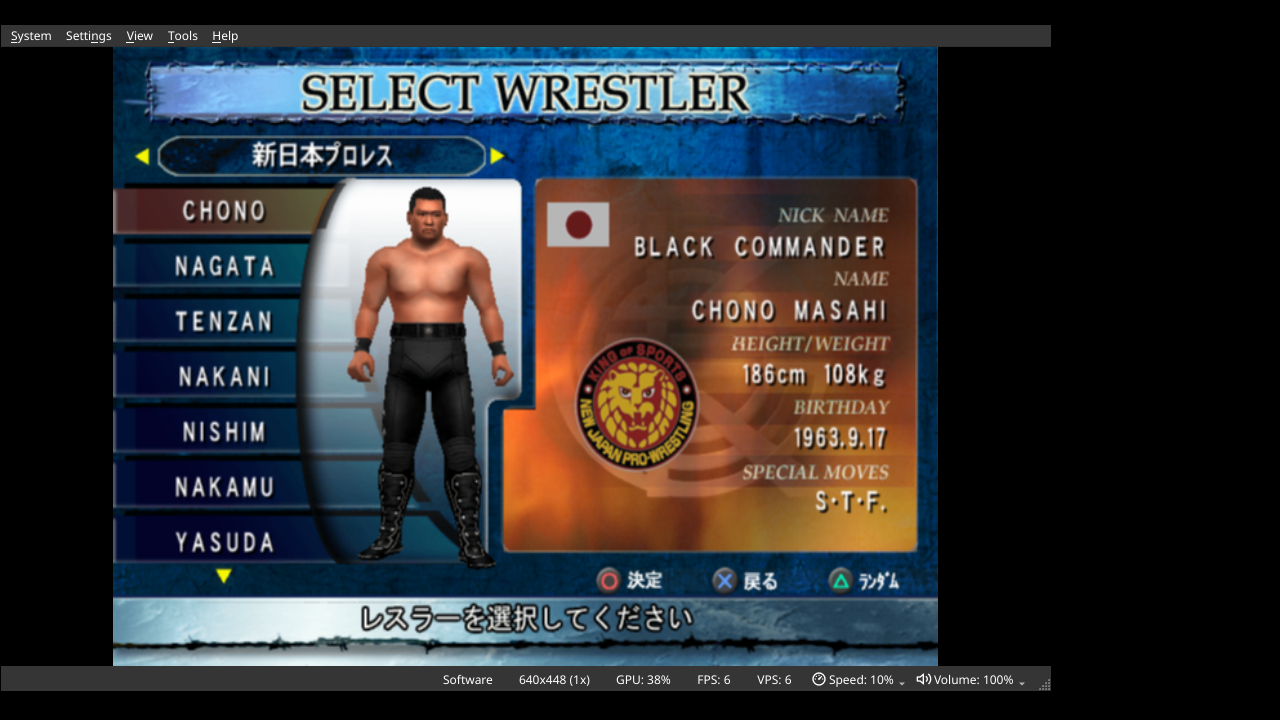 System Settings View Tools Help
SELECT WRESTLER
新日本プロレス
CHONO
NAGATA
TENZAN
NAKANI
NISHIM
NAKAMU
YASUDA
NICK NAME
BLACK COMMANDER
NAME
CHONO MASAHI
HEIGHT/WEIGHT
186cm 108kg
BIRTHDAY
1963.9.17
SPECIAL MOVES
S・T・F.
KING OF SPORTS
NEW JAPAN PRO-WRESTLING
決定 戻る ランダム
レスラーを選択してください
Software 640x448 (1x) GPU: 38% FPS: 6 VPS: 6 Speed: 10% Volume: 100%